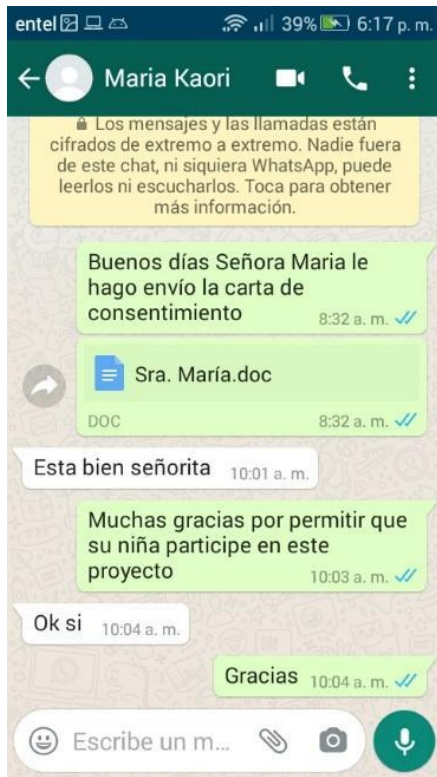 entel 39% 6:17 p. m.
Maria Kaori
Los mensajes y las llamadas están
cifrados de extremo a extremo. Nadie fuera
de este chat, ni siquiera WhatsApp, puede
leerlos ni escucharlos. Toca para obtener
más información.
Buenos días Señora Maria le
hago envío la carta de
consentimiento 8:32 a. m.
Sra. María.doc
DOC 8:32 a. m.
Esta bien señorita 10:01 a. m.
Muchas gracias por permitir que
su niña participe en este
proyecto 10:03 a. m.
Ok si 10:04 a. m.
Gracias 10:04 a. m.
Escribe un m...